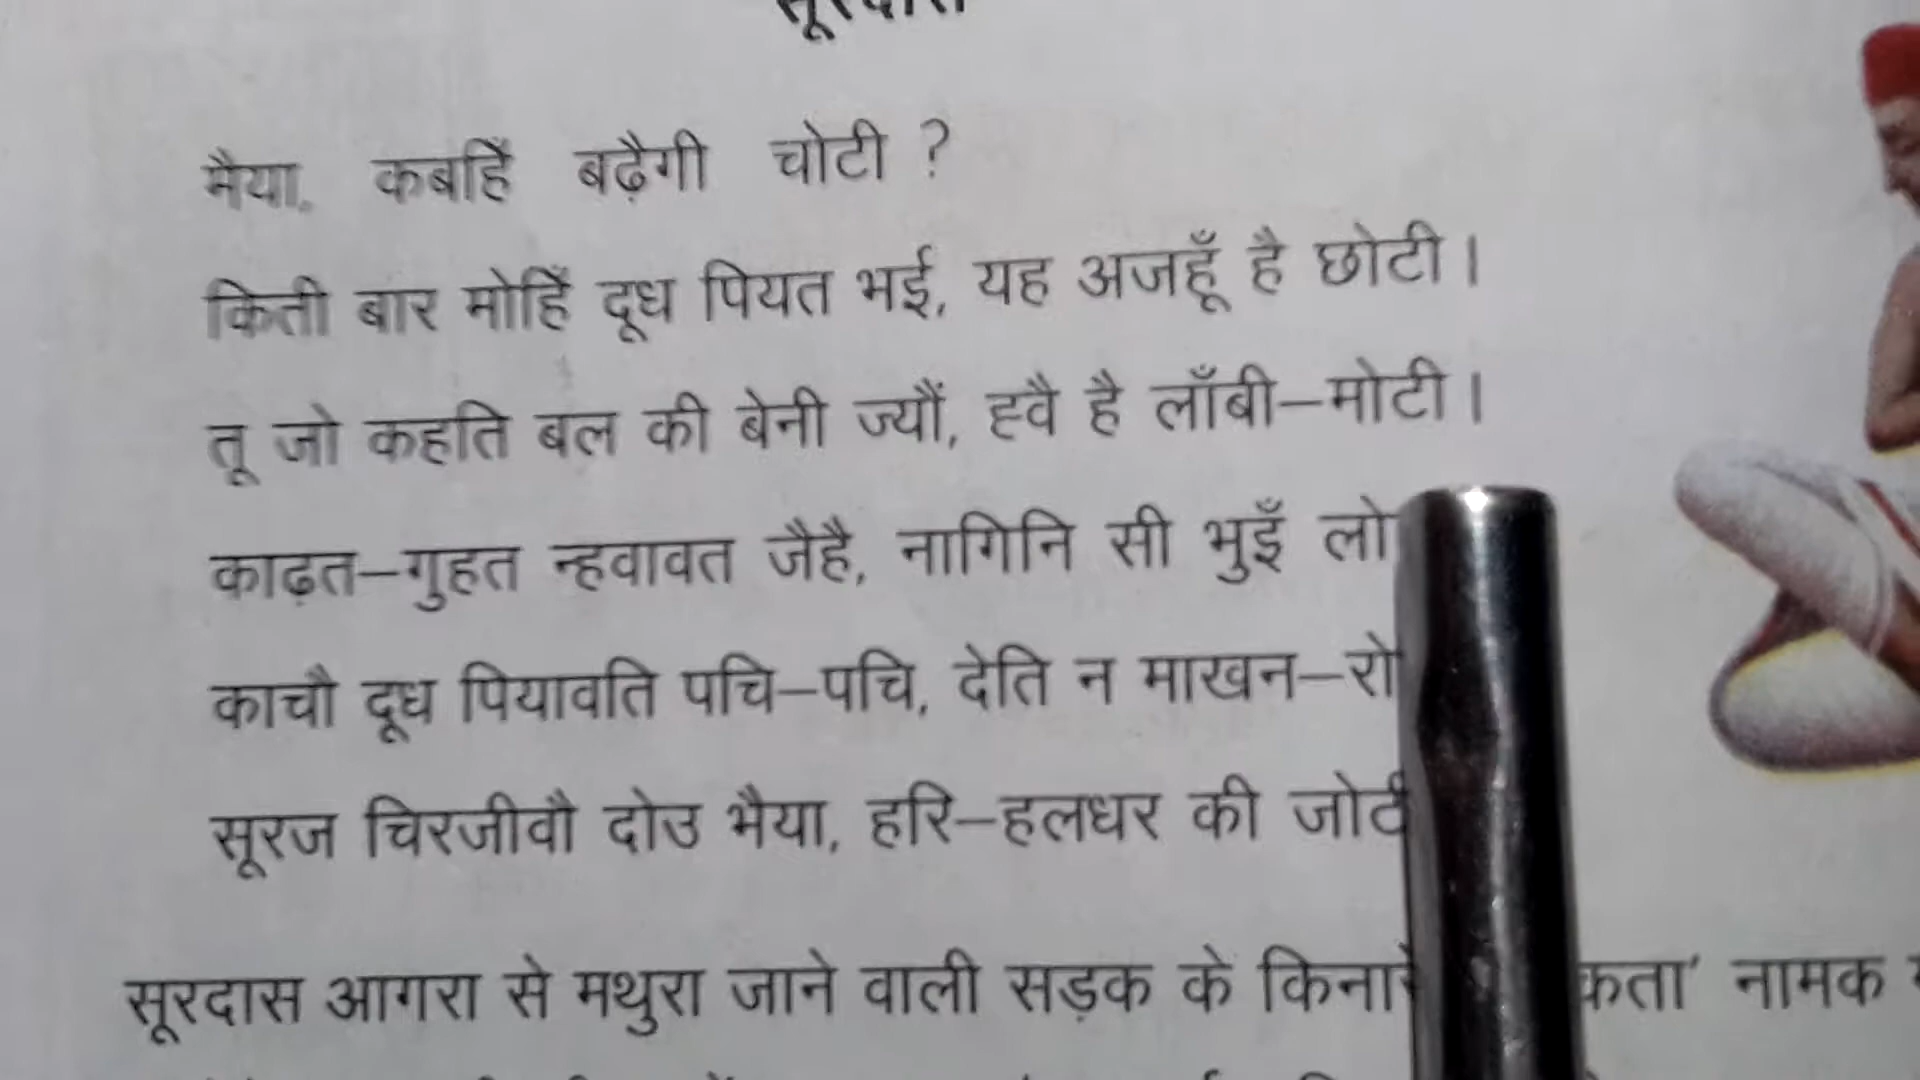 सूरदास
मैया, कबहिं बढ़ैगी चोटी ?
किती बार मोहिं दूध पियत भई, यह अजहूँ है छोटी।
तू जो कहति बल की बेनी ज्यौं, ह्वै है लाँबी–मोटी।
काढ़त–गुहत न्हवावत जैहै, नागिनि सी भुइँ
काचौ दूध पियावति पचि–पचि, देति न माखन–
सूरज चिरजीवौ दोउ भैया, हरि–हलधर की
सूरदास आगरा से मथुरा जाने वाली सड़क के नामक